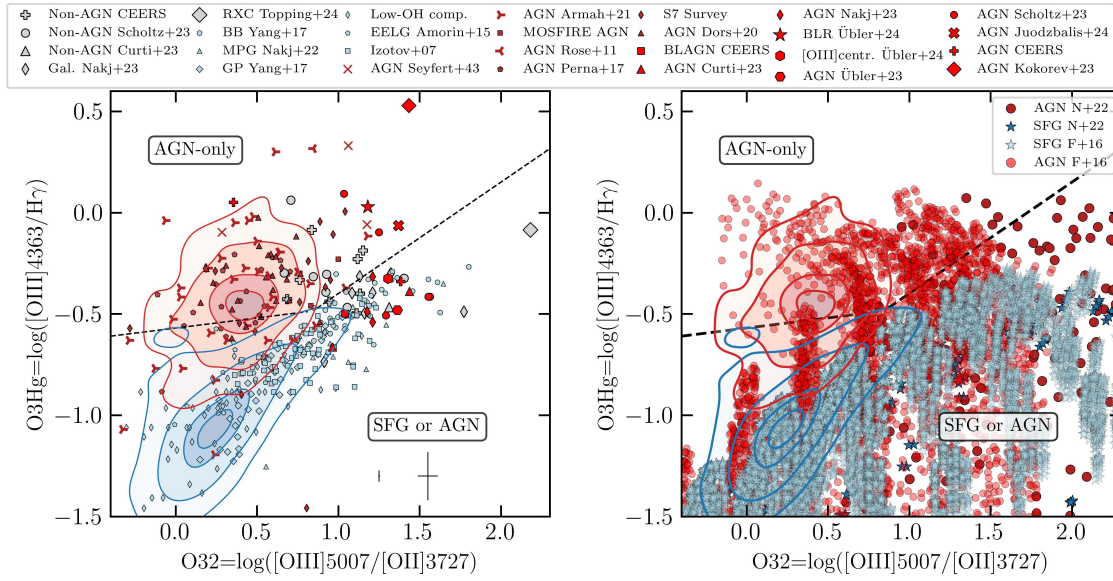 Non-AGN CEERS
Non-AGN Scholtz+23
Non-AGN Curti+23
Gal. Nakj+23
RXC Topping+24
BB Yang+17
MPG Nakj+22
GP Yang+17
Low-OH comp.
EELG Amorin+15
Izotov+07
AGN Seyfert+43
AGN Armah+21
MOSFIRE AGN
AGN Rose+11
AGN Perna+17
S7 Survey
AGN Dors+20
BLAGN CEERS
AGN Curti+23
AGN Nakj+23
BLR Übler+24
[OIII]centr. Übler+24
AGN Übler+23
AGN Scholtz+23
AGN Juodzbalis+24
AGN CEERS
AGN Kokorev+23
O3Hg=log([OIII]4363/Hγ)
0.5
0.0
−0.5
−1.0
−1.5
AGN-only
SFG or AGN
0.0 0.5 1.0 1.5 2.0
O32=log([OIII]5007/[OII]3727)
O3Hg=log([OIII]4363/Hγ)
0.5
0.0
−0.5
−1.0
−1.5
AGN-only
AGN N+22
SFG N+22
SFG F+16
AGN F+16
SFG or AGN
0.0 0.5 1.0 1.5 2.0
O32=log([OIII]5007/[OII]3727)